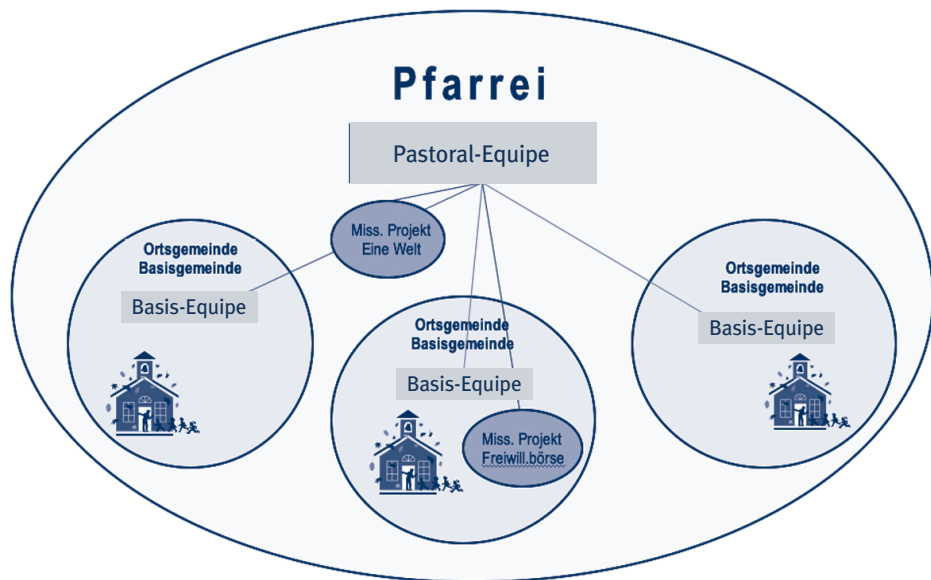 Pfarrei
Pastoral-Equipe
Miss. Projekt
Eine Welt
Ortsgemeinde
Basisgemeinde
Basis-Equipe
Ortsgemeinde
Basisgemeinde
Basis-Equipe
Miss. Projekt
Freiwill.börse
Ortsgemeinde
Basisgemeinde
Basis-Equipe